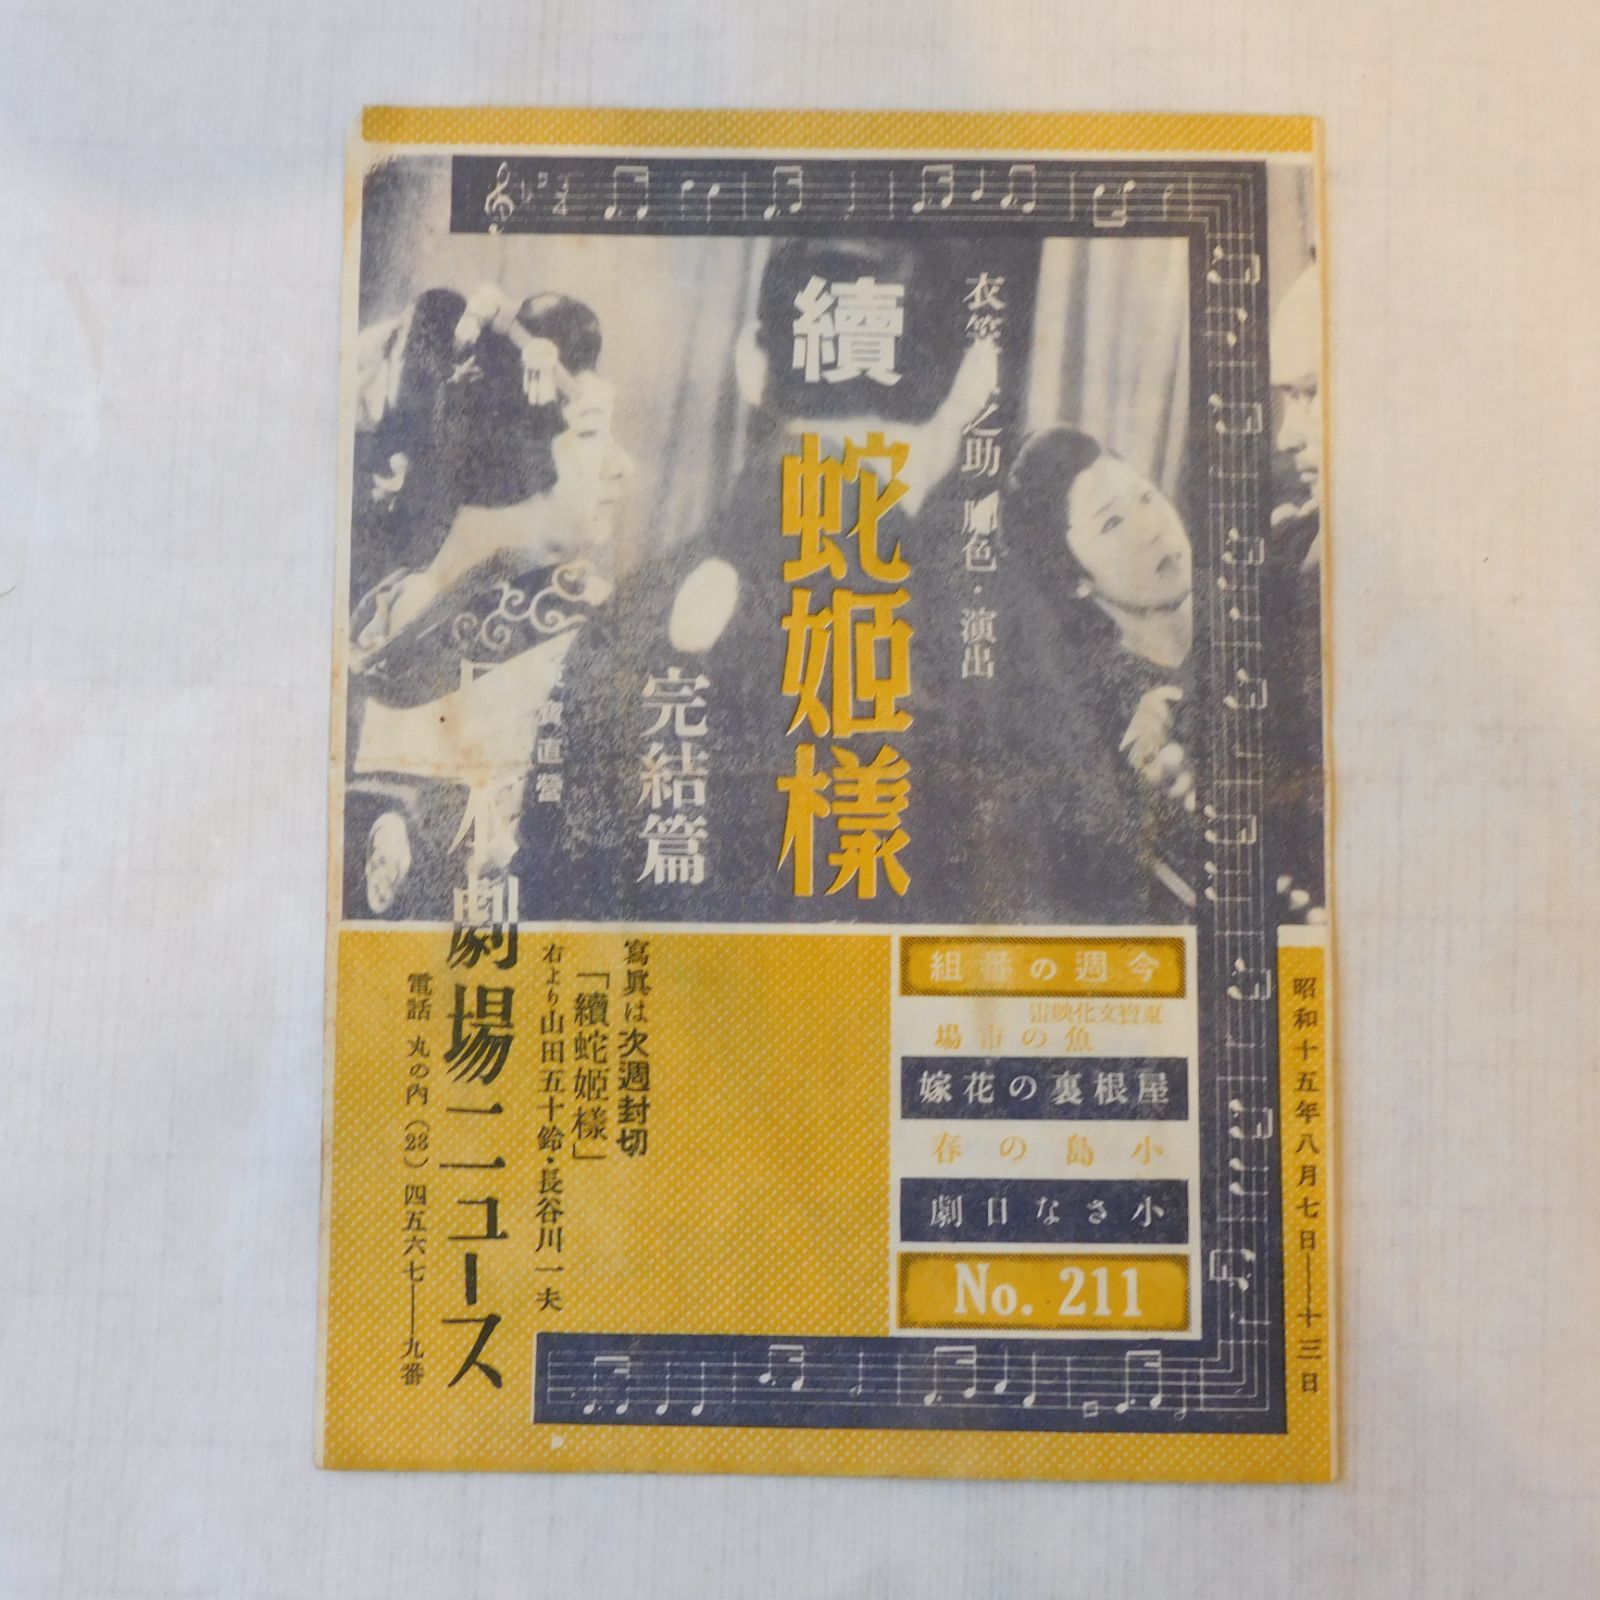 續
蛇姬樣
完結篇
衣笠之助 色・演出
寶直營
劇場ニュース
電話 丸の內 (23) 四五六七——九番
寫眞は次週封切
「續蛇姬樣」
右より山田五十鈴・長谷川一夫
今週の番組
東寶文化映畫
魚の市場
屋根裏の花嫁
小島の春
小さな日劇
No. 211
昭和十五年八月七日——十三日